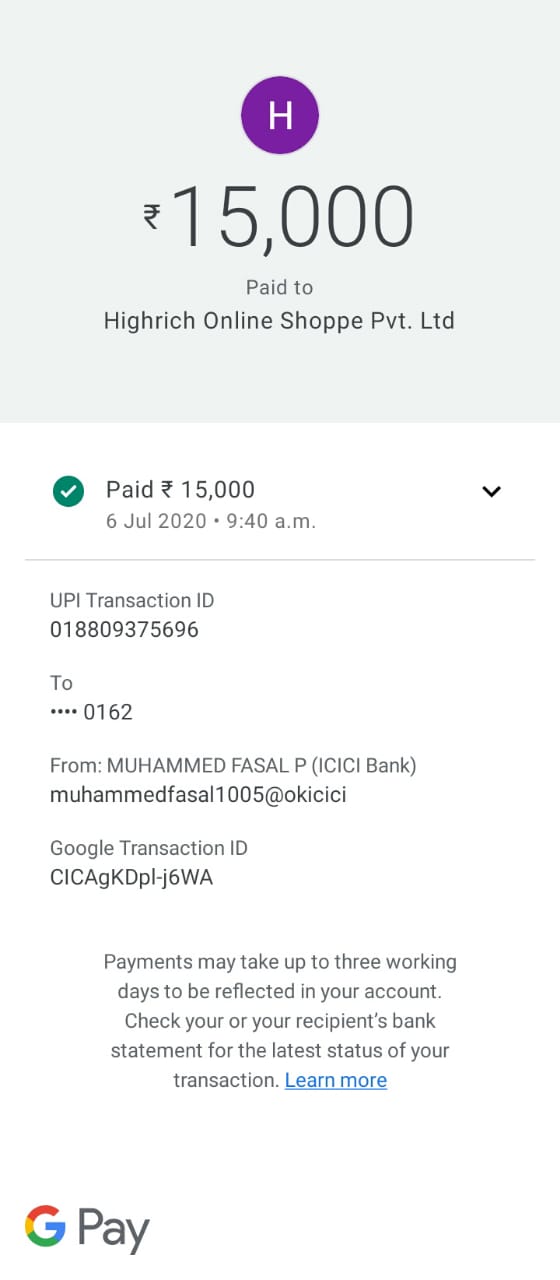 H
₹15,000
Paid to
Highrich Online Shoppe Pvt. Ltd
Paid ₹ 15,000
6 Jul 2020 • 9:40 a.m.
UPI Transaction ID
018809375696
To
•••• 0162
From: MUHAMMED FASAL P (ICICI Bank)
muhammedfasal1005@okicici
Google Transaction ID
CICAgKDpl-j6WA
Payments may take up to three working
days to be reflected in your account.
Check your or your recipient's bank
statement for the latest status of your
transaction. Learn more
G Pay